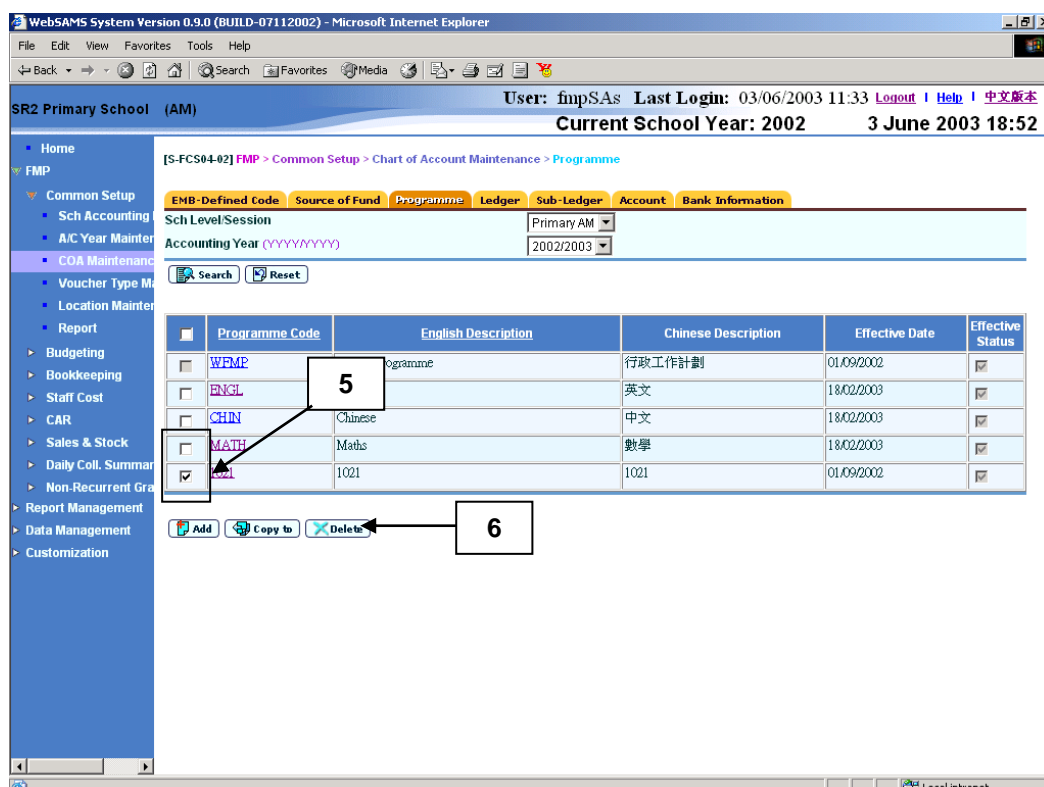 WebSAMS System Version 0.9.0 (BUILD-07112002) - Microsoft Internet Explorer
File Edit View Favorites Tools Help
Back Search Favorites Media
SR2 Primary School (AM)
User: fmpSAs Last Login: 03/06/2003 11:33 Logout | Help | 中文版本
Current School Year: 2002 3 June 2003 18:52
Home
FMP
Common Setup
Sch Accounting
A/C Year Mainter
COA Maintenanc
Voucher Type Ma
Location Mainter
Report
Budgeting
Bookkeeping
Staff Cost
CAR
Sales & Stock
Daily Coll. Summar
Non-Recurrent Gra
Report Management
Data Management
Customization
[S-FCS04-02] FMP > Common Setup > Chart of Account Maintenance > Programme
EMB-Defined Code Source of Fund Programme Ledger Sub-Ledger Account Bank Information
Sch Level/Session Primary AM
Accounting Year (YYYY/YYYY) 2002/2003
Search Reset
Programme Code English Description Chinese Description Effective Date Effective Status
WFMP ogramme 行政工作計劃 01/09/2002
ENGL 英文 18/02/2003
CHIN Chinese 中文 18/02/2003
MATH Maths 數學 18/02/2003
1021 1021 1021 01/09/2002
5
Add Copy to Delete
6
Local intranet